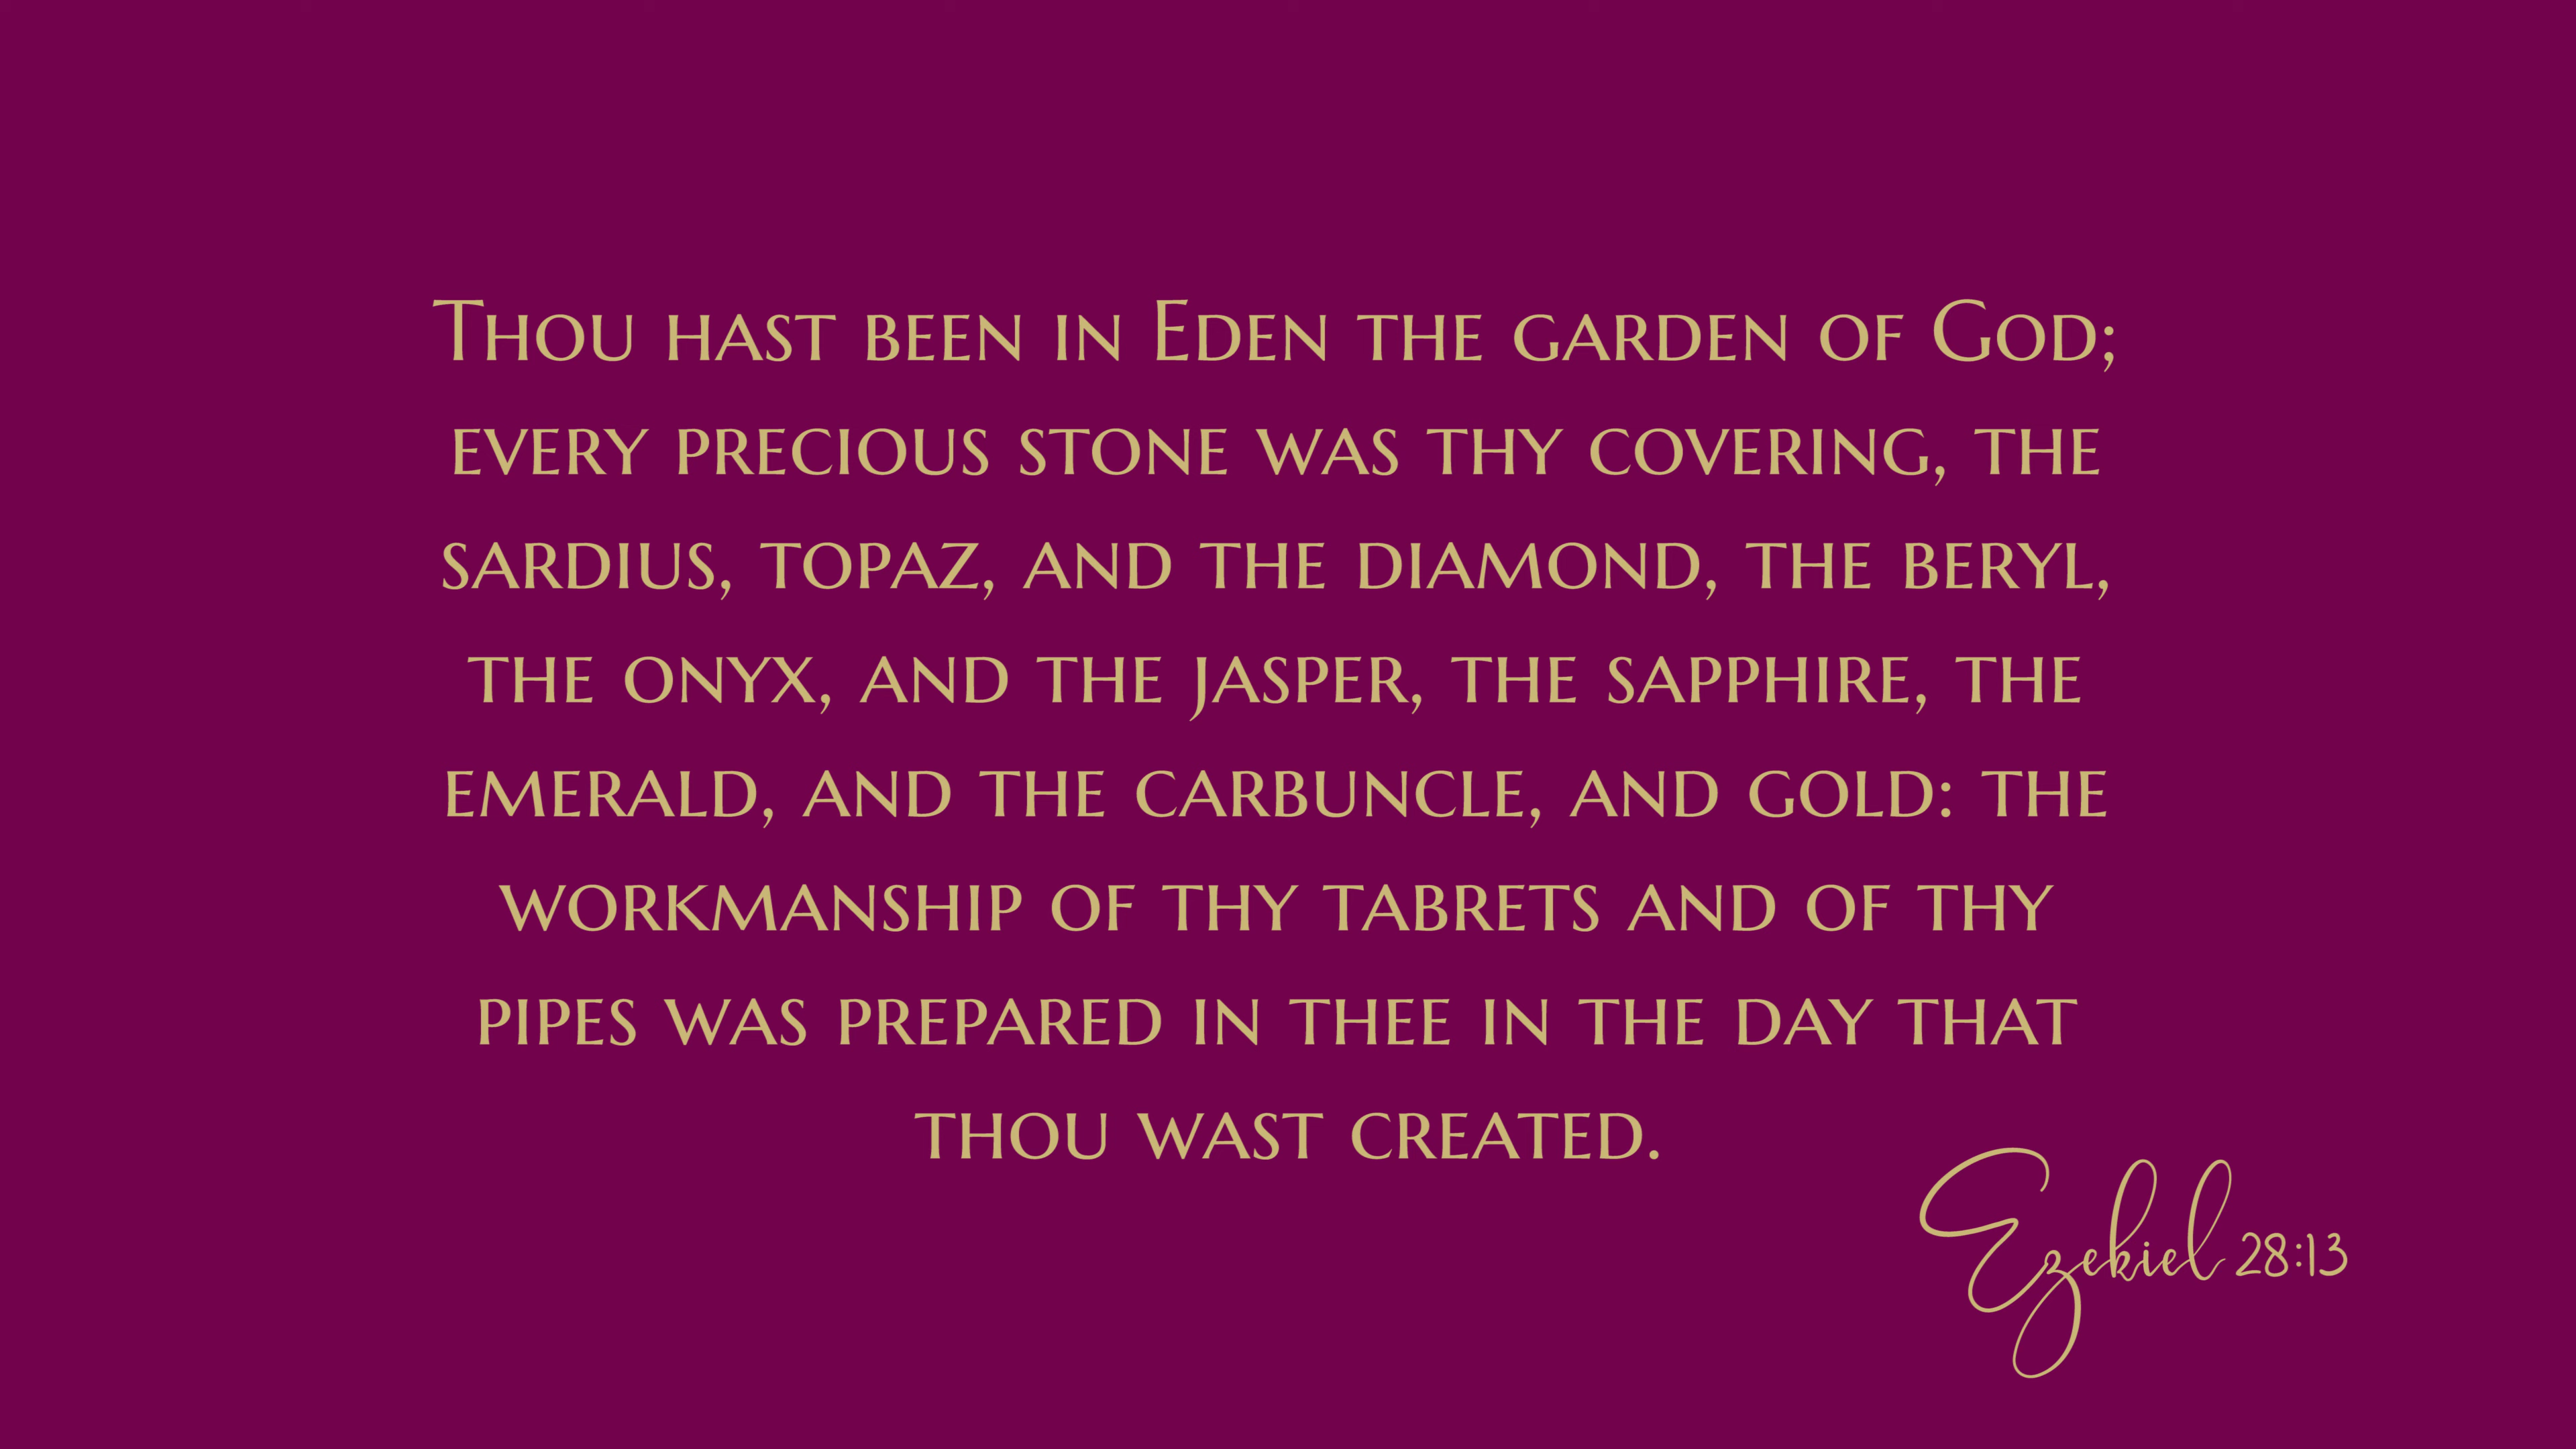 Thou hast been in Eden the garden of God;
every precious stone was thy covering, the
sardius, topaz, and the diamond, the beryl,
the onyx, and the jasper, the sapphire, the
emerald, and the carbuncle, and gold: the
workmanship of thy tabrets and of thy
pipes was prepared in thee in the day that
thou wast created.
Ezekiel 28:13